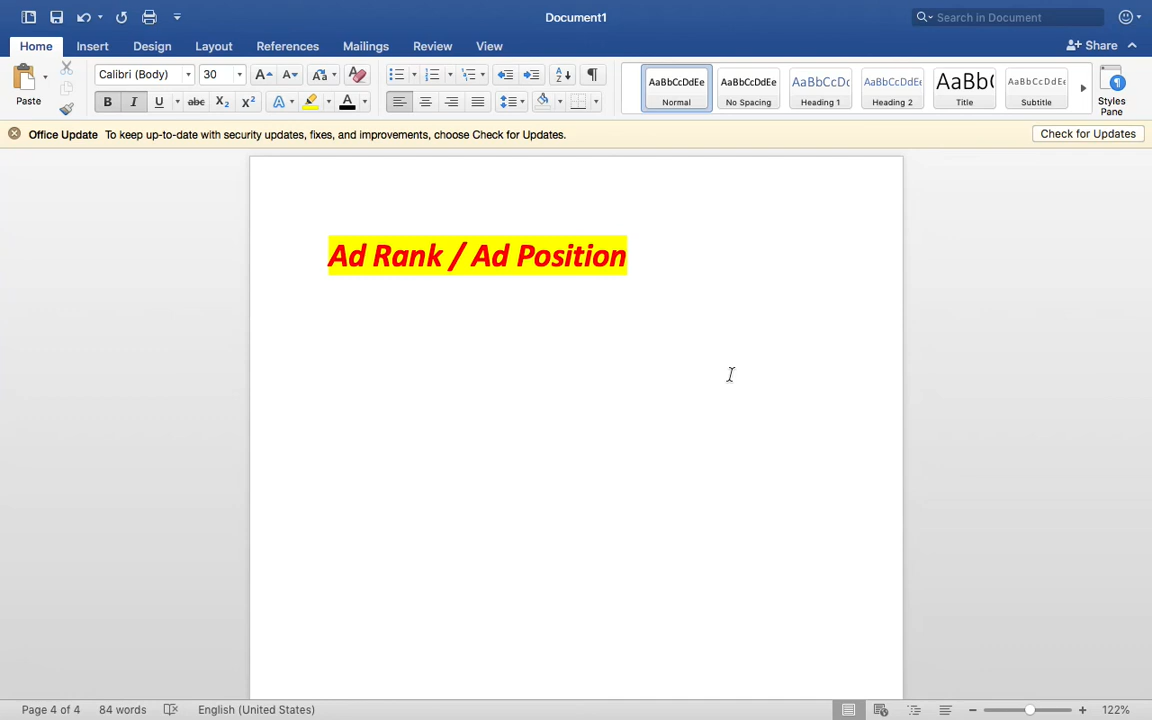 Document1
Search in Document
Home Insert Design Layout References Mailings Review View
Share
Paste
Calibri (Body) 30
AaBbCcDdEe AaBbCcDdEe AaBbCcDc AaBbCcDdEe AaBb( AaBbCcDdEe
Normal No Spacing Heading 1 Heading 2 Title Subtitle
Styles Pane
Office Update To keep up-to-date with security updates, fixes, and improvements, choose Check for Updates.
Check for Updates
Ad Rank / Ad Position
Page 4 of 4 84 words English (United States) 122%